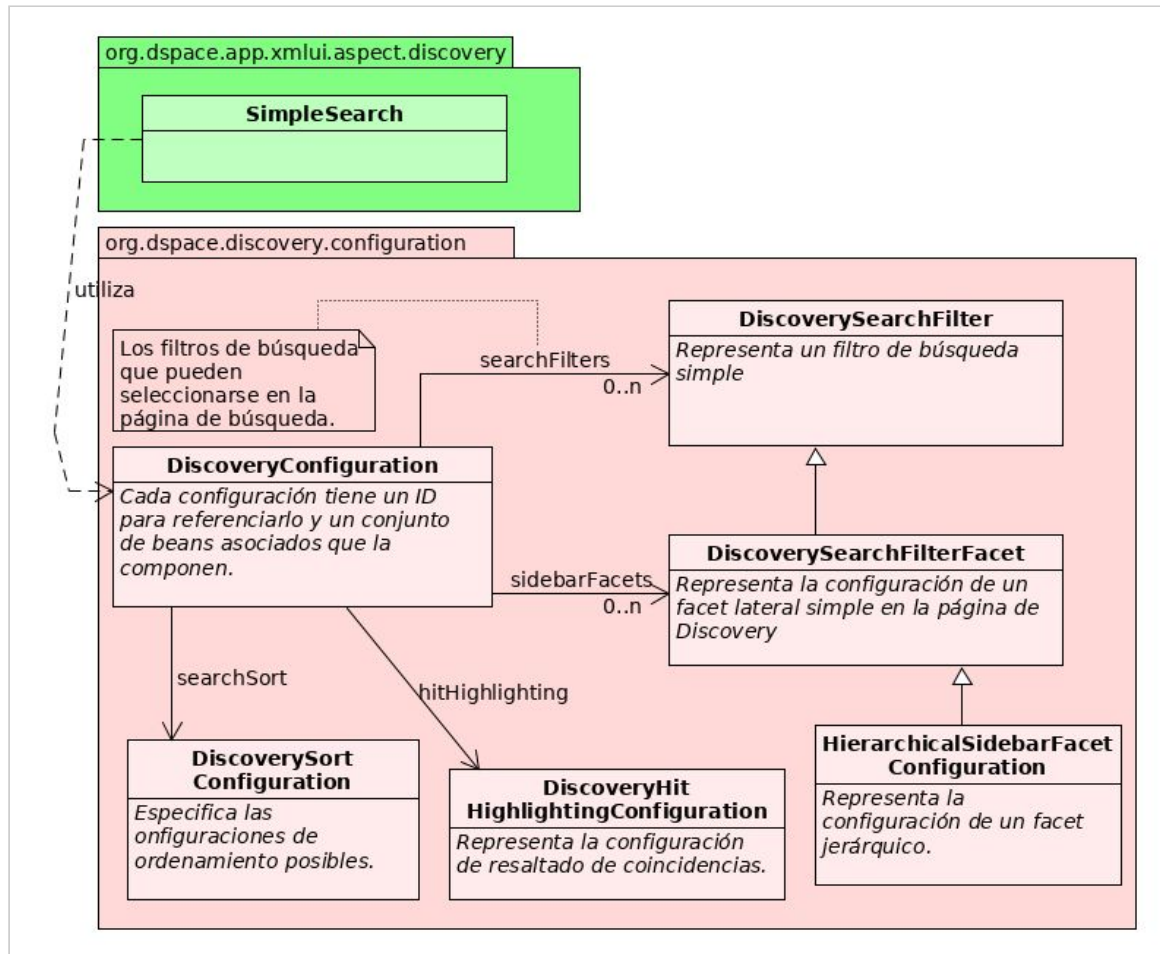 org.dspace.app.xmlui.aspect.discovery
SimpleSearch
org.dspace.discovery.configuration
utiliza
Los filtros de búsqueda
que pueden
seleccionarse en la
página de búsqueda.
searchFilters
0..n
DiscoverySearchFilter
Representa un filtro de búsqueda
simple
DiscoveryConfiguration
Cada configuración tiene un ID
para referenciarlo y un conjunto
de beans asociados que la
componen.
sidebarFacets
0..n
DiscoverySearchFilterFacet
Representa la configuración de un
facet lateral simple en la página de
Discovery
searchSort
hitHighlighting
DiscoverySort
Configuration
Especifica las
onfiguraciones de
ordenamiento posibles.
DiscoveryHit
HighlightingConfiguration
Representa la configuración
de resaltado de coincidencias.
HierarchicalSidebarFacet
Configuration
Representa la
configuración de un facet
jerárquico.